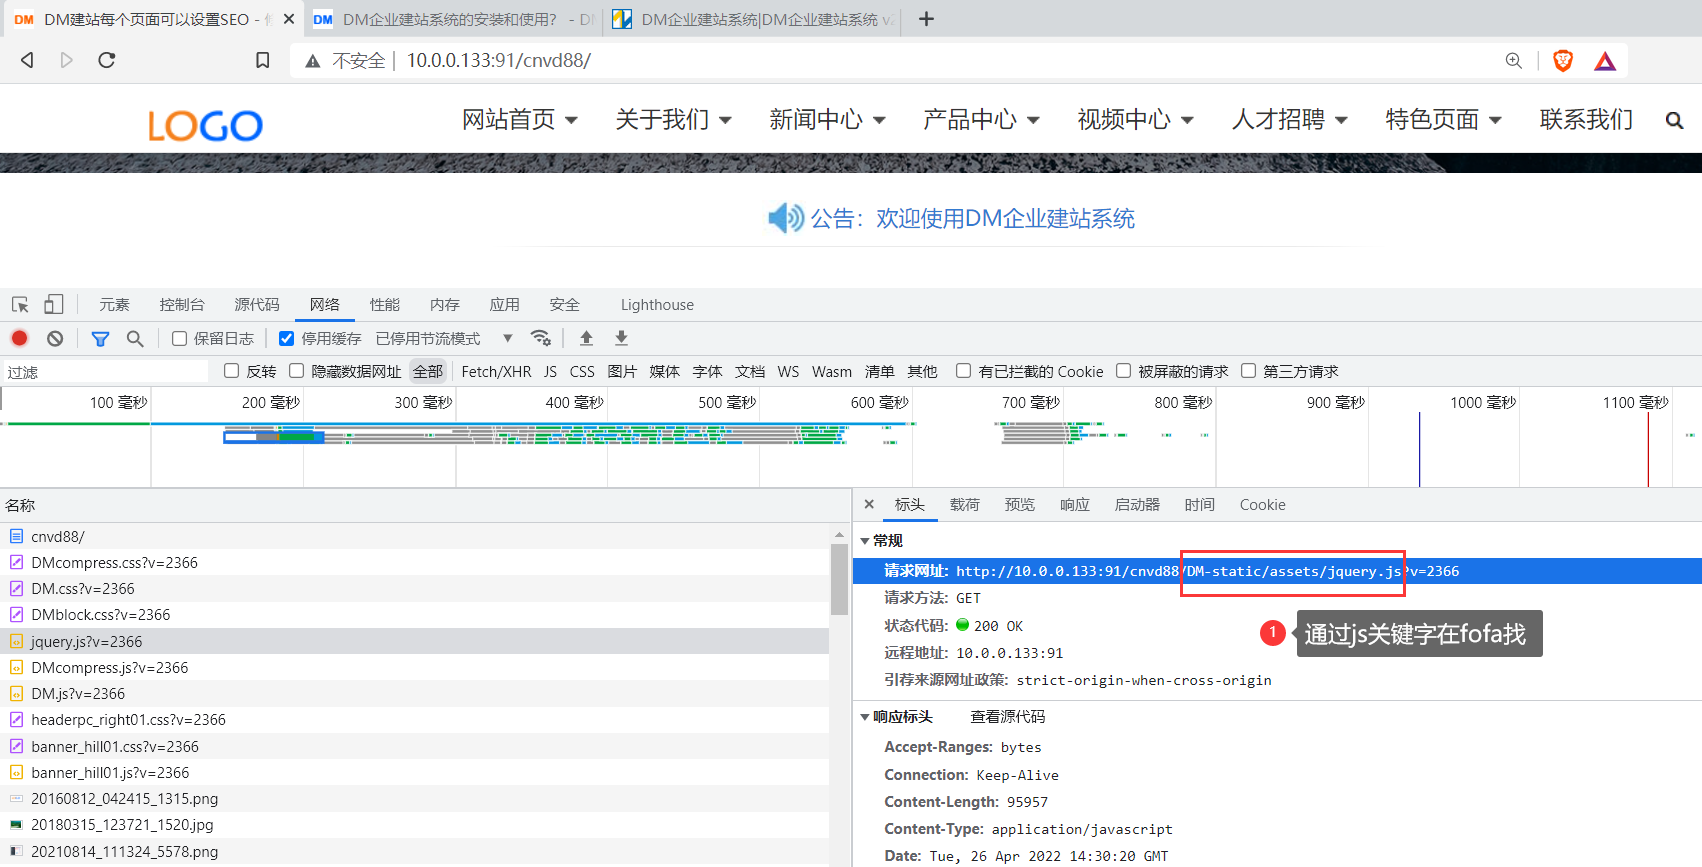 DM DM建站每个页面可以设置SEO - DM DM企业建站系统的安装和使用? - DM企业建站系统|DM企业建站系统 v
不安全 10.0.0.133:91/cnvd88/
LOGO 网站首页 关于我们 新闻中心 产品中心 视频中心 人才招聘 特色页面 联系我们
公告：欢迎使用DM企业建站系统
元素 控制台 源代码 网络 性能 内存 应用 安全 Lighthouse
保留日志 停用缓存 已停用节流模式
过滤 反转 隐藏数据网址 全部 Fetch/XHR JS CSS 图片 媒体 字体 文档 WS Wasm 清单 其他 有已拦截的 Cookie 被屏蔽的请求 第三方请求
100 毫秒 200 毫秒 300 毫秒 400 毫秒 500 毫秒 600 毫秒 700 毫秒 800 毫秒 900 毫秒 1000 毫秒 1100 毫秒
名称
cnvd88/
DMcompress.css?v=2366
DM.css?v=2366
DMblock.css?v=2366
jquery.js?v=2366
DMcompress.js?v=2366
DM.js?v=2366
headerpc_right01.css?v=2366
banner_hill01.css?v=2366
banner_hill01.js?v=2366
20160812_042415_1315.png
20180315_123721_1520.jpg
20210814_111324_5578.png
标头 载荷 预览 响应 启动器 时间 Cookie
常规
请求网址: http://10.0.0.133:91/cnvd88/DM-static/assets/jquery.js?v=2366
请求方法: GET
状态代码: 200 OK
远程地址: 10.0.0.133:91
引荐来源网址政策: strict-origin-when-cross-origin
1 通过js关键字在fofa找
响应标头 查看源代码
Accept-Ranges: bytes
Connection: Keep-Alive
Content-Length: 95957
Content-Type: application/javascript
Date: Tue, 26 Apr 2022 14:30:20 GMT